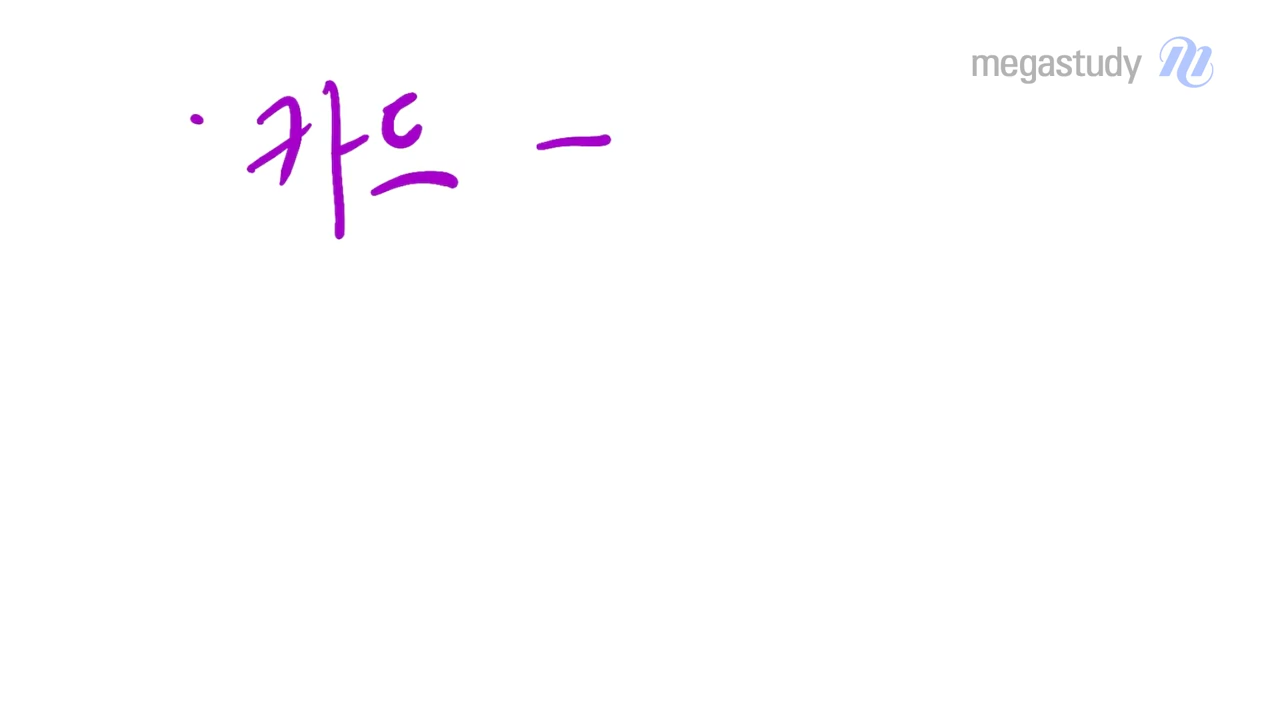 · 카드 –
megastudy